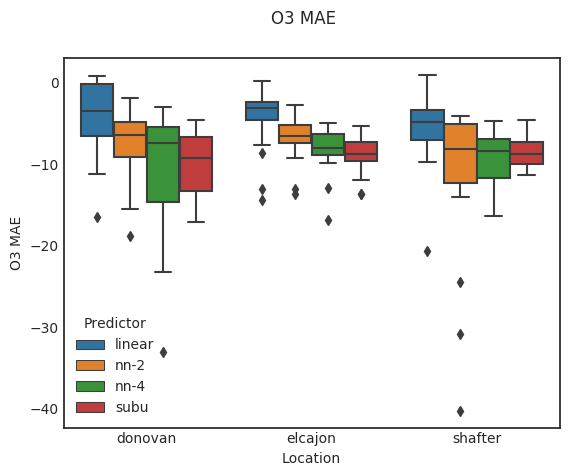 O3 MAE
O3 MAE
0
−10
−20
−30
−40
Predictor
linear
nn-2
nn-4
subu
donovan elcajon shafter
Location